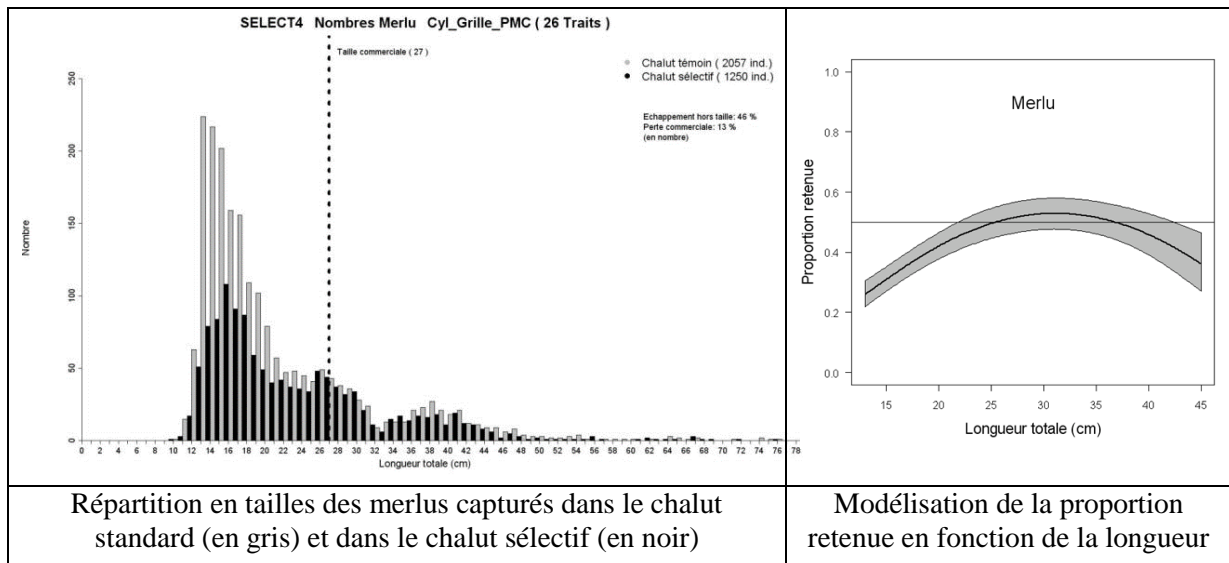 SELECT4 Nombres Merlu Cyl_Grille_PMC ( 26 Traits )
Taille commerciale ( 27 )
Chalut témoin ( 2057 ind.)
Chalut sélectif ( 1250 ind.)
Echappement hors taille: 46 %
Perte commerciale: 13 %
(en nombre)
Nombre
250
200
150
100
50
0
0 2 4 6 8 10 12 14 16 18 20 22 24 26 28 30 32 34 36 38 40 42 44 46 48 50 52 54 56 58 60 62 64 66 68 70 72 74 76 78
Longueur totale (cm)
Merlu
Proportion retenue
1.0
0.8
0.6
0.4
0.2
0.0
15 20 25 30 35 40 45
Longueur totale (cm)
Répartition en tailles des merlus capturés dans le chalut
standard (en gris) et dans le chalut sélectif (en noir)
Modélisation de la proportion
retenue en fonction de la longueur